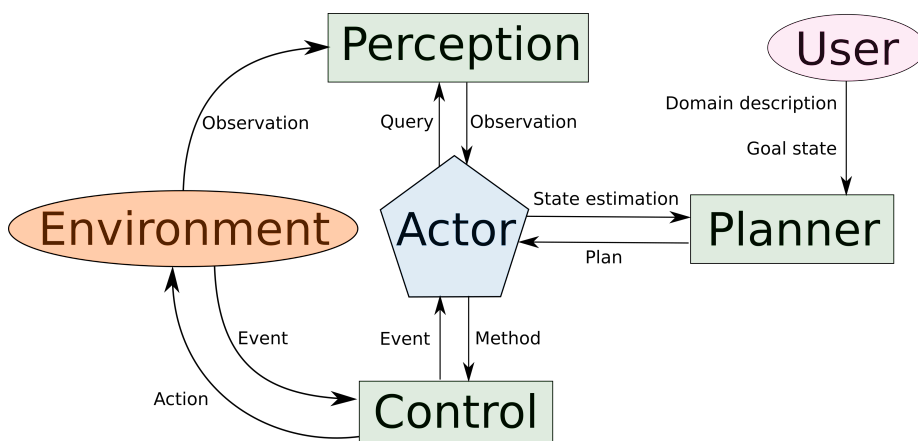 Perception
User
Domain description
Observation
Query
Observation
Goal state
State estimation
Environment
Actor
Planner
Plan
Event
Event
Method
Action
Control